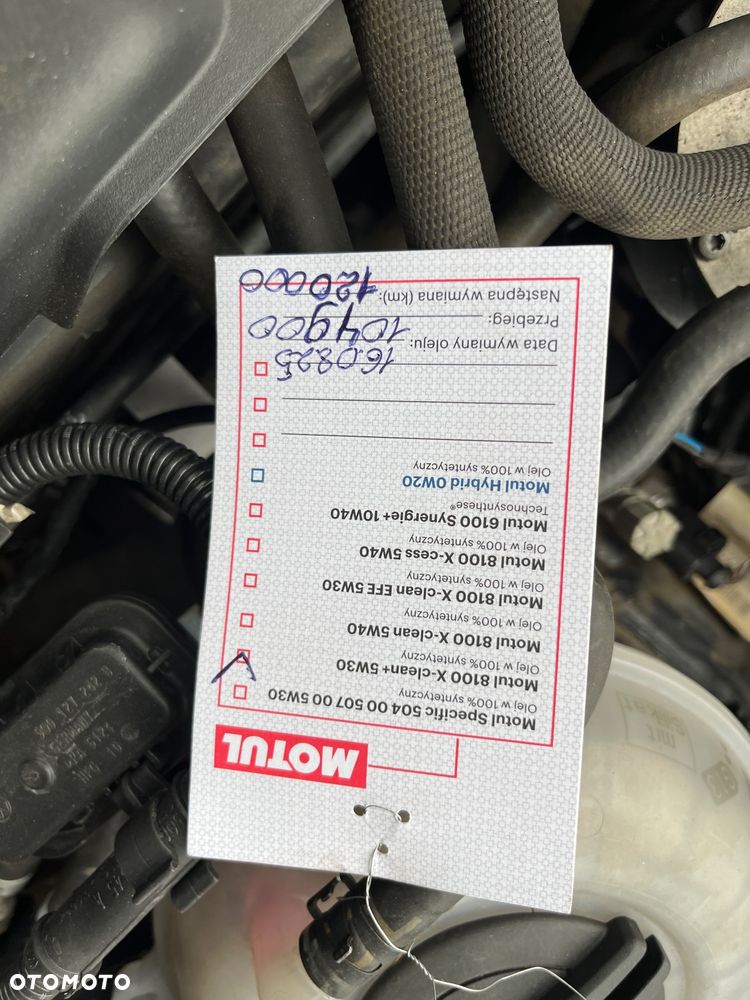 MOTUL
Motul Specific 504 00 507 00 5W30
Olej w 100% syntetyczny
Motul 8100 X-clean+ 5W30
Olej w 100% syntetyczny
Motul 8100 X-clean 5W40
Olej w 100% syntetyczny
Motul 8100 X-clean EFE 5W30
Olej w 100% syntetyczny
Motul 8100 X-cess 5W40
Olej w 100% syntetyczny
Motul 6100 Synergie+ 10W40
Technosynthese®
Motul Hybrid 0W20
Olej w 100% syntetyczny
Data wymiany oleju: 16.08.25
Przebieg: 104900
Następna wymiana (km): 120000
OTOMOTO